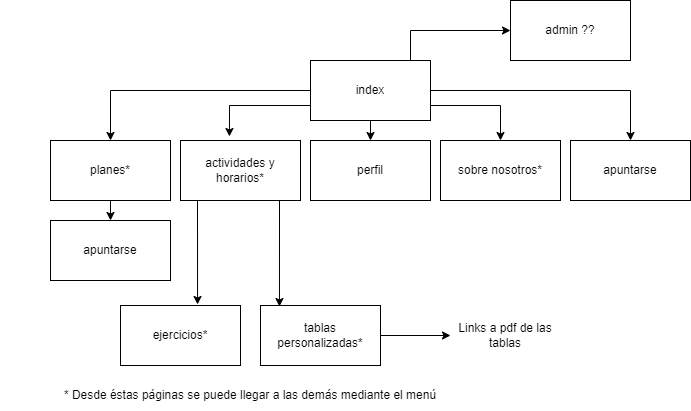 admin ??
index
planes*
actividades y
horarios*
perfil
sobre nosotros*
apuntarse
apuntarse
ejercicios*
tablas
personalizadas*
Links a pdf de las
tablas
* Desde éstas páginas se puede llegar a las demás mediante el menú